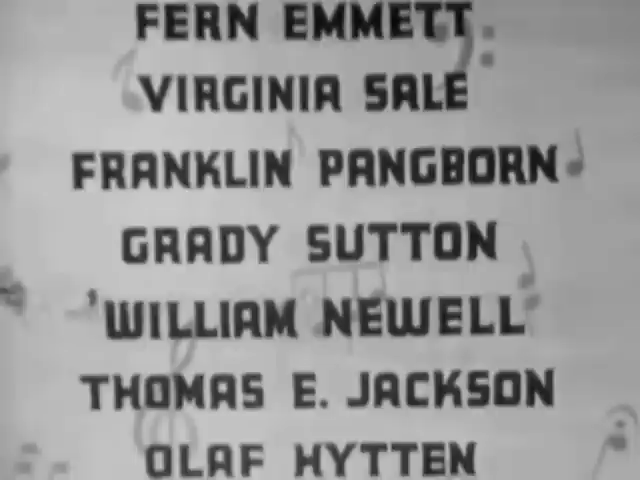 FERN EMMETT
VIRGINIA SALE
FRANKLIN PANGBORN
GRADY SUTTON
WILLIAM NEWELL
THOMAS E. JACKSON
OLAF HYTTEN